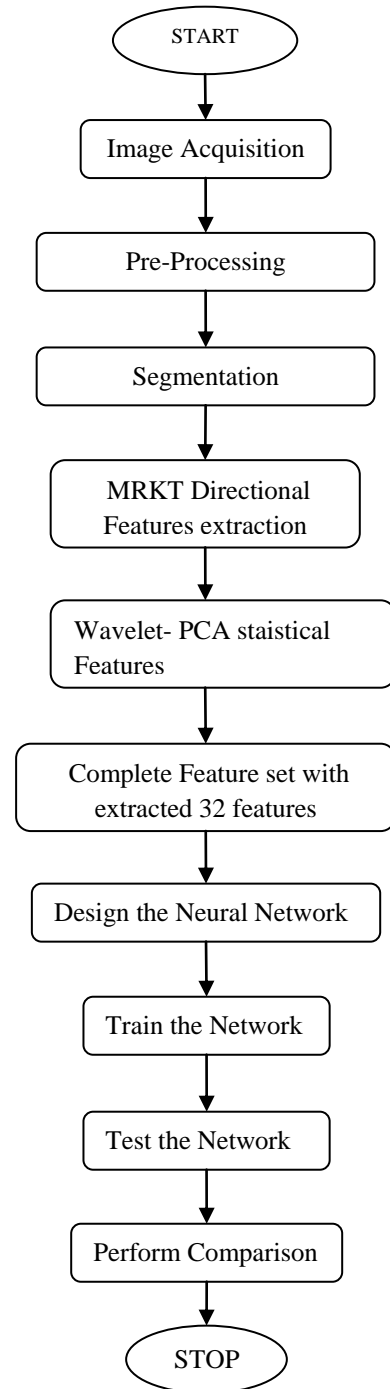 START
Image Acquisition
Pre-Processing
Segmentation
MRKT Directional
Features extraction
Wavelet- PCA staistical
Features
Complete Feature set with
extracted 32 features
Design the Neural Network
Train the Network
Test the Network
Perform Comparison
STOP